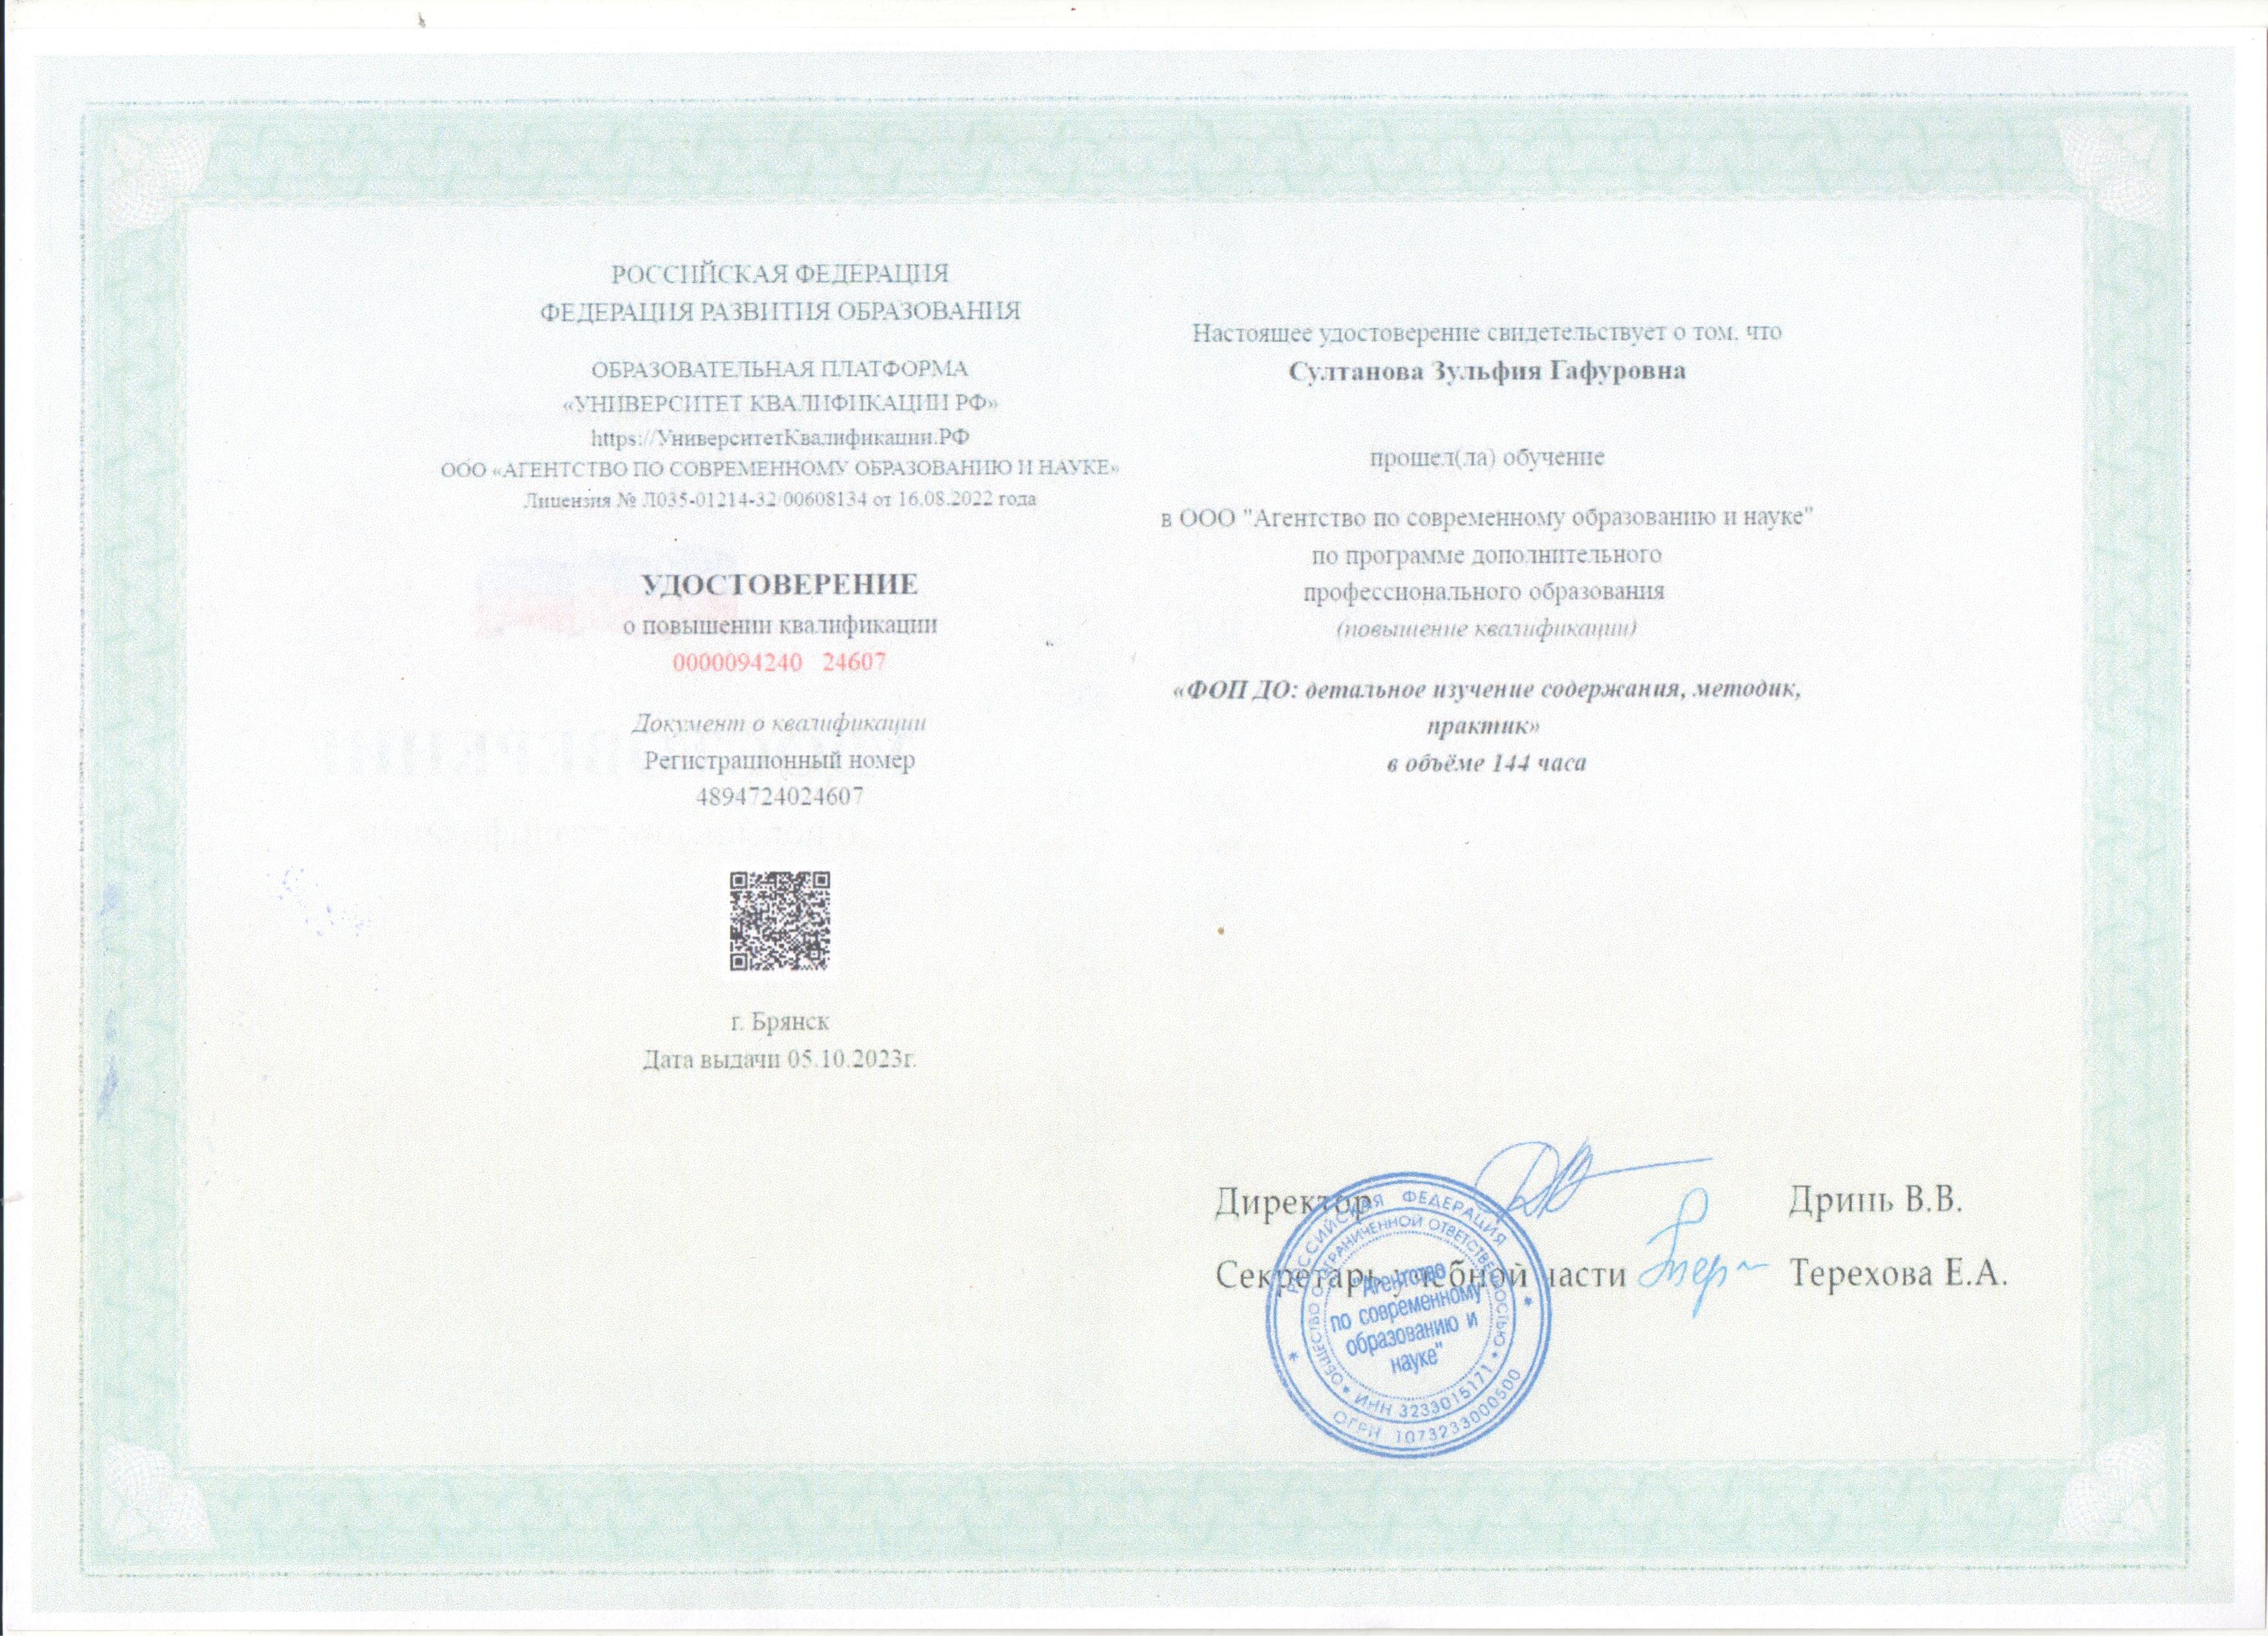 РОССИЙСКАЯ ФЕДЕРАЦИЯ
ФЕДЕРАЦИЯ РАЗВИТИЯ ОБРАЗОВАНИЯ
ОБРАЗОВАТЕЛЬНАЯ ПЛАТФОРМА
«УНИВЕРСИТЕТ КВАЛИФИКАЦИИ РФ»
https://УниверситетКвалификации.РФ
ООО «АГЕНТСТВО ПО СОВРЕМЕННОМУ ОБРАЗОВАНИЮ И НАУКЕ»
Лицензия № Л035-01214-32/00608134 от 16.08.2022 года
УДОСТОВЕРЕНИЕ
о повышении квалификации
0000094240 24607
Документ о квалификации
Регистрационный номер
4894724024607
г. Брянск
Дата выдачи 05.10.2023г.
Настоящее удостоверение свидетельствует о том, что
Султанова Зульфия Гафуровна
прошел(ла) обучение
в ООО "Агентство по современному образованию и науке"
по программе дополнительного
профессионального образования
(повышение квалификации)
«ФОП ДО: детальное изучение содержания, методик,
практик»
в объёме 144 часа
Директор Дринь В.В.
Секретарь учебной части Терехова Е.А.
РОССИЙСКАЯ ФЕДЕРАЦИЯ
ОБЩЕСТВО С ОГРАНИЧЕННОЙ ОТВЕТСТВЕННОСТЬЮ
"Агентство
по современному
образованию и
науке"
ИНН 3233015171
ОГРН 1073233000500